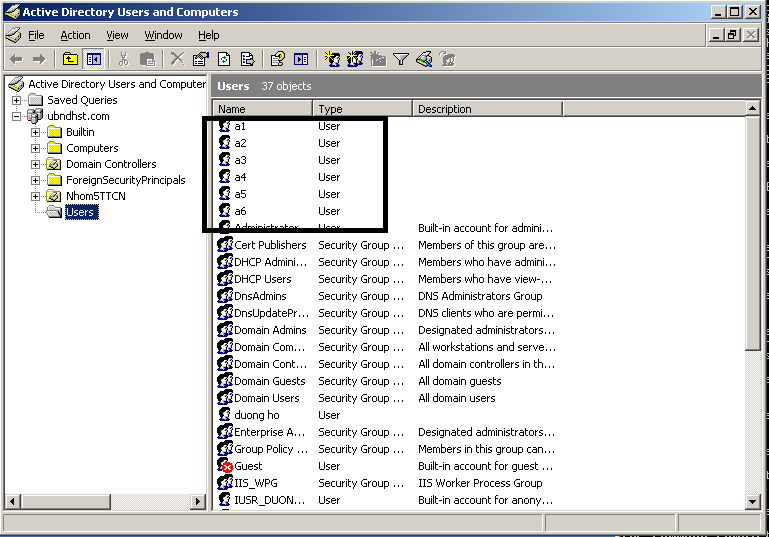 Active Directory Users and Computers
File Action View Window Help
Active Directory Users and Computer
Saved Queries
ubndhst.com
Builtin
Computers
Domain Controllers
ForeignSecurityPrincipals
Nhom5TTCN
Users
Users 37 objects
Name Type Description
a1 User
a2 User
a3 User
a4 User
a5 User
a6 User
Administrator User Built-in account for admini...
Cert Publishers Security Group ... Members of this group are...
DHCP Admini... Security Group ... Members who have admini...
DHCP Users Security Group ... Members who have view-...
DnsAdmins Security Group ... DNS Administrators Group
DnsUpdatePr... Security Group ... DNS clients who are permi...
Domain Admins Security Group ... Designated administrators...
Domain Com... Security Group ... All workstations and serve...
Domain Cont... Security Group ... All domain controllers in th...
Domain Guests Security Group ... All domain guests
Domain Users Security Group ... All domain users
duong ho User
Enterprise A... Security Group ... Designated administrators...
Group Policy ... Security Group ... Members in this group can...
Guest User Built-in account for guest ...
IIS_WPG Security Group ... IIS Worker Process Group
IUSR_DUON... User Built-in account for anony...